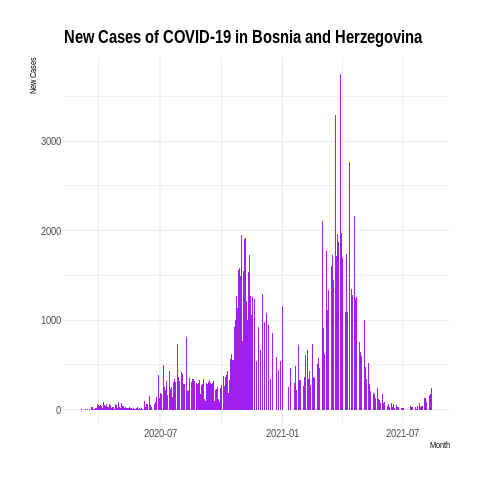 New Cases of COVID-19 in Bosnia and Herzegovina
New Cases
3000
2000
1000
0
2020-07 2021-01 2021-07
Month